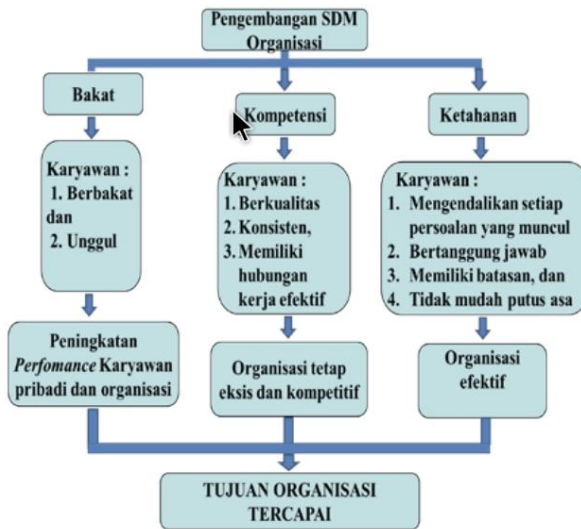 Pengembangan SDM
Organisasi
Bakat
Kompetensi
Ketahanan
Karyawan :
1. Berbakat
dan
2. Unggul
Karyawan :
1. Berkualitas
2. Konsisten,
3. Memiliki
hubungan
kerja efektif
Karyawan :
1. Mengendalikan setiap
persoalan yang muncul
2. Bertanggung jawab
3. Memiliki batasan, dan
4. Tidak mudah putus asa
Peningkatan
Perfomance Karyawan
pribadi dan organisasi
Organisasi tetap
eksis dan kompetitif
Organisasi
efektif
TUJUAN ORGANISASI
TERCAPAI